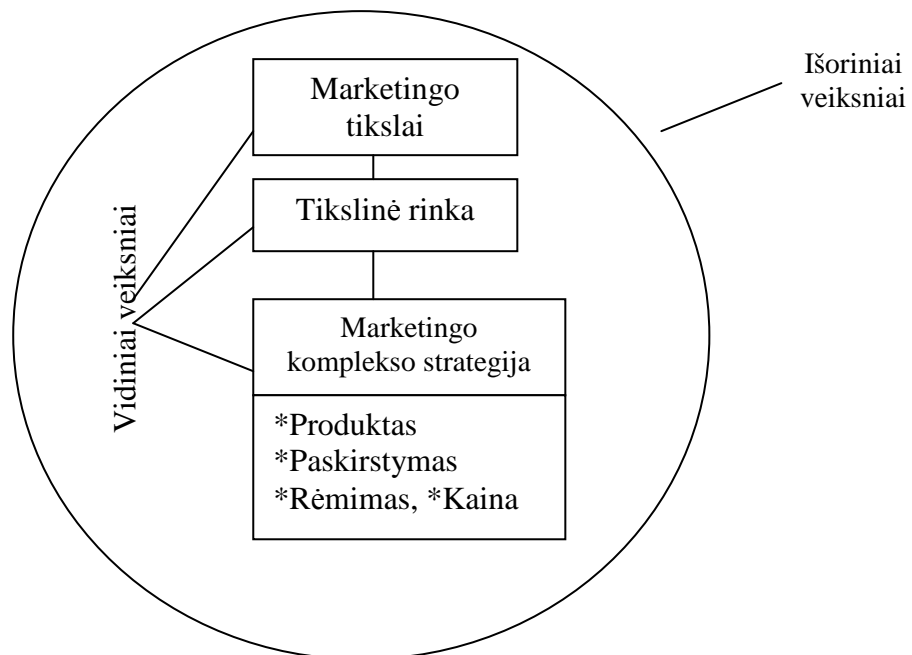 Marketingo
tikslai
Išoriniai
veiksniai
Tikslinė rinka
Vidiniai veiksniai
Marketingo
komplekso strategija
*Produktas
*Paskirstymas
*Rėmimas, *Kaina